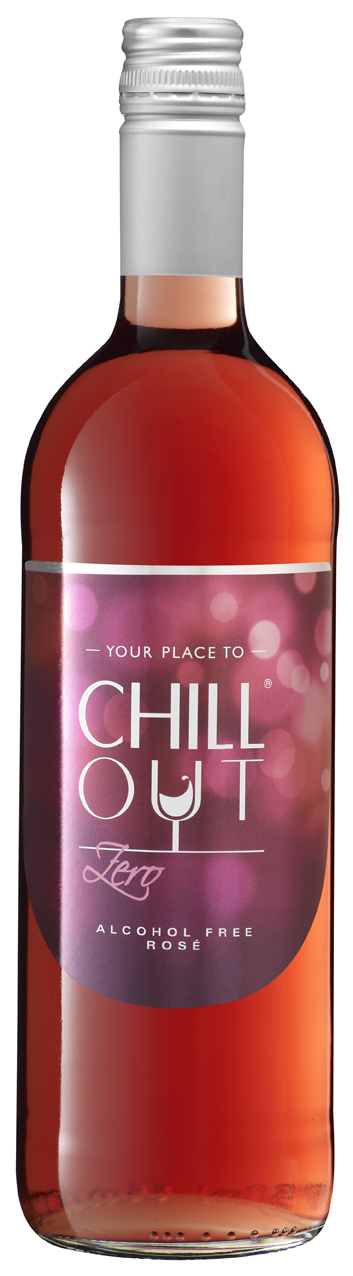 — YOUR PLACE TO —
CHILL®
OUT
Zero
ALCOHOL FREE
ROSÉ